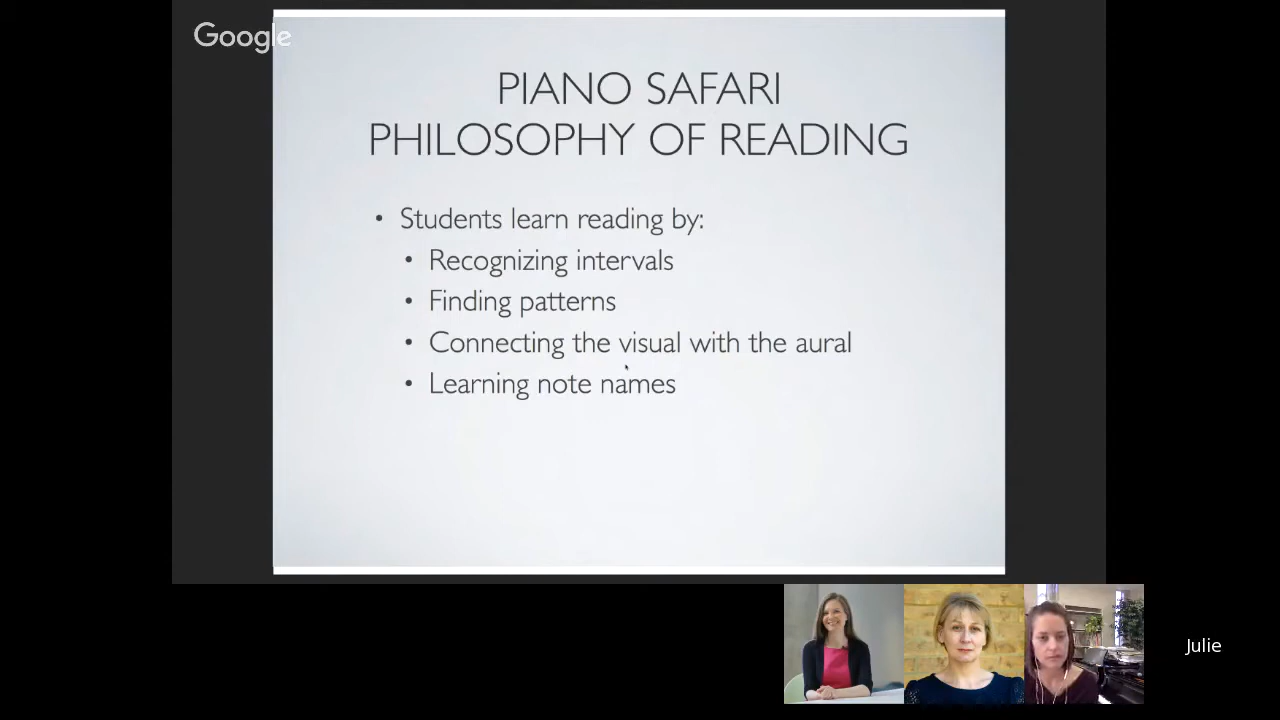 Google
PIANO SAFARI
PHILOSOPHY OF READING
• Students learn reading by:
• Recognizing intervals
• Finding patterns
• Connecting the visual with the aural
• Learning note names
Julie